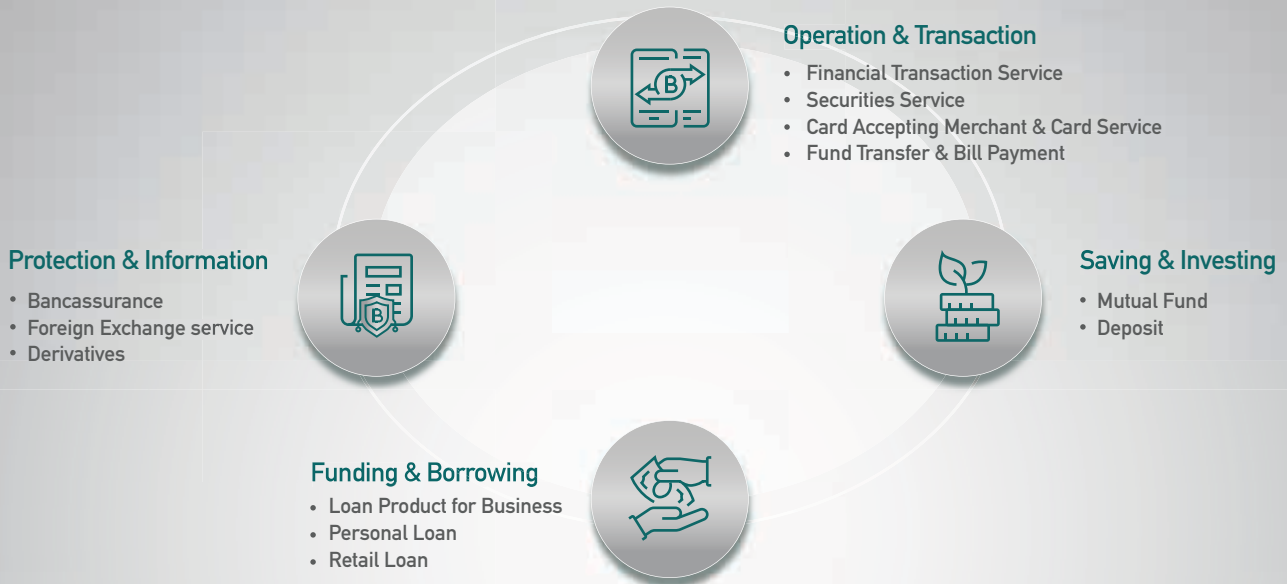 Operation & Transaction
• Financial Transaction Service
• Securities Service
• Card Accepting Merchant & Card Service
• Fund Transfer & Bill Payment
B
Protection & Information
• Bancassurance
• Foreign Exchange service
• Derivatives
B
Saving & Investing
• Mutual Fund
• Deposit
Funding & Borrowing
• Loan Product for Business
• Personal Loan
• Retail Loan